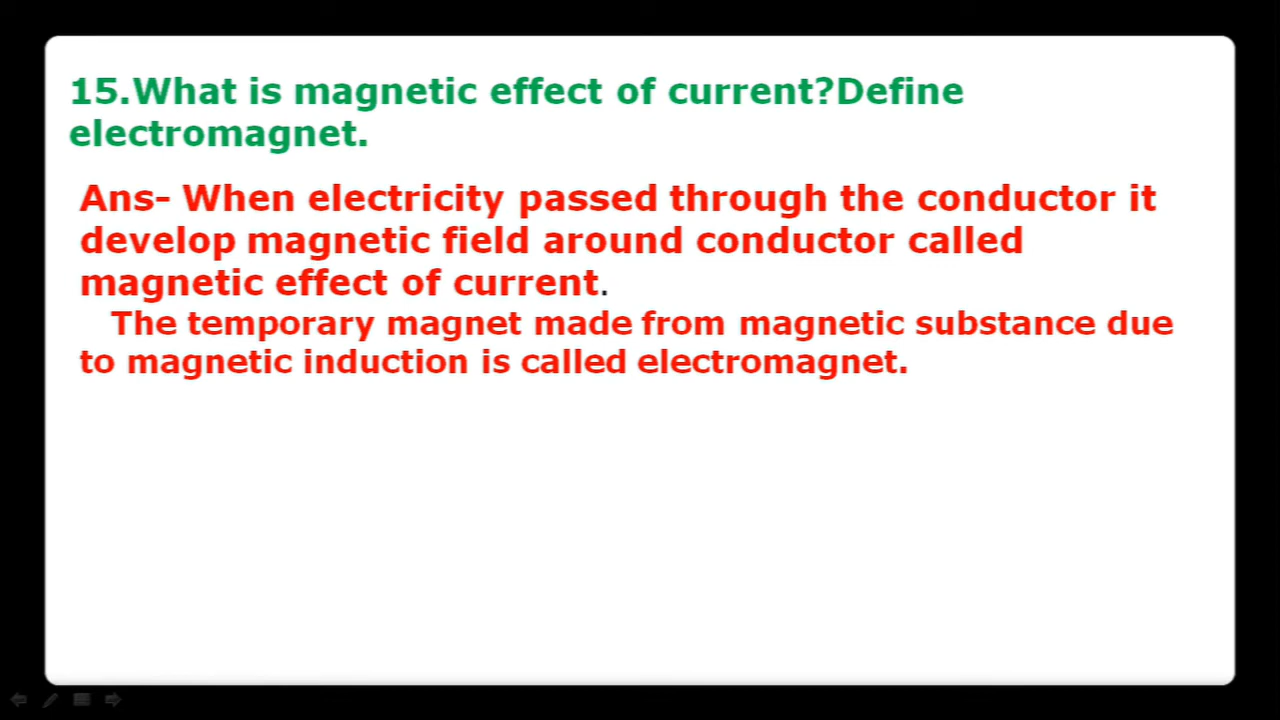 15.What is magnetic effect of current?Define
electromagnet.
Ans- When electricity passed through the conductor it
develop magnetic field around conductor called
magnetic effect of current.
The temporary magnet made from magnetic substance due
to magnetic induction is called electromagnet.